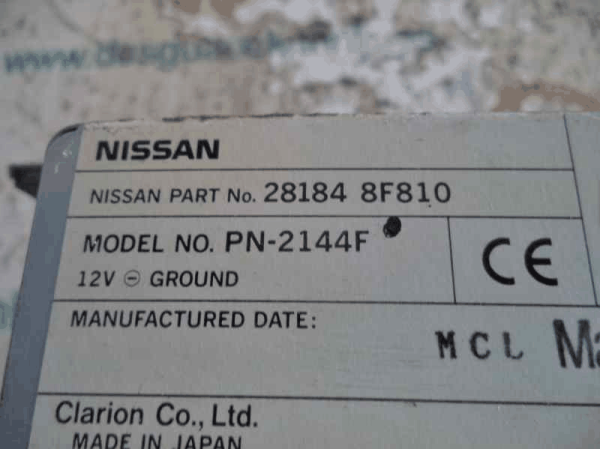 NISSAN
NISSAN PART No. 28184 8F810
MODEL NO. PN-2144F
12V ⊖ GROUND
CE
MANUFACTURED DATE:
MCL Ma
Clarion Co., Ltd.
MADE IN JAPAN